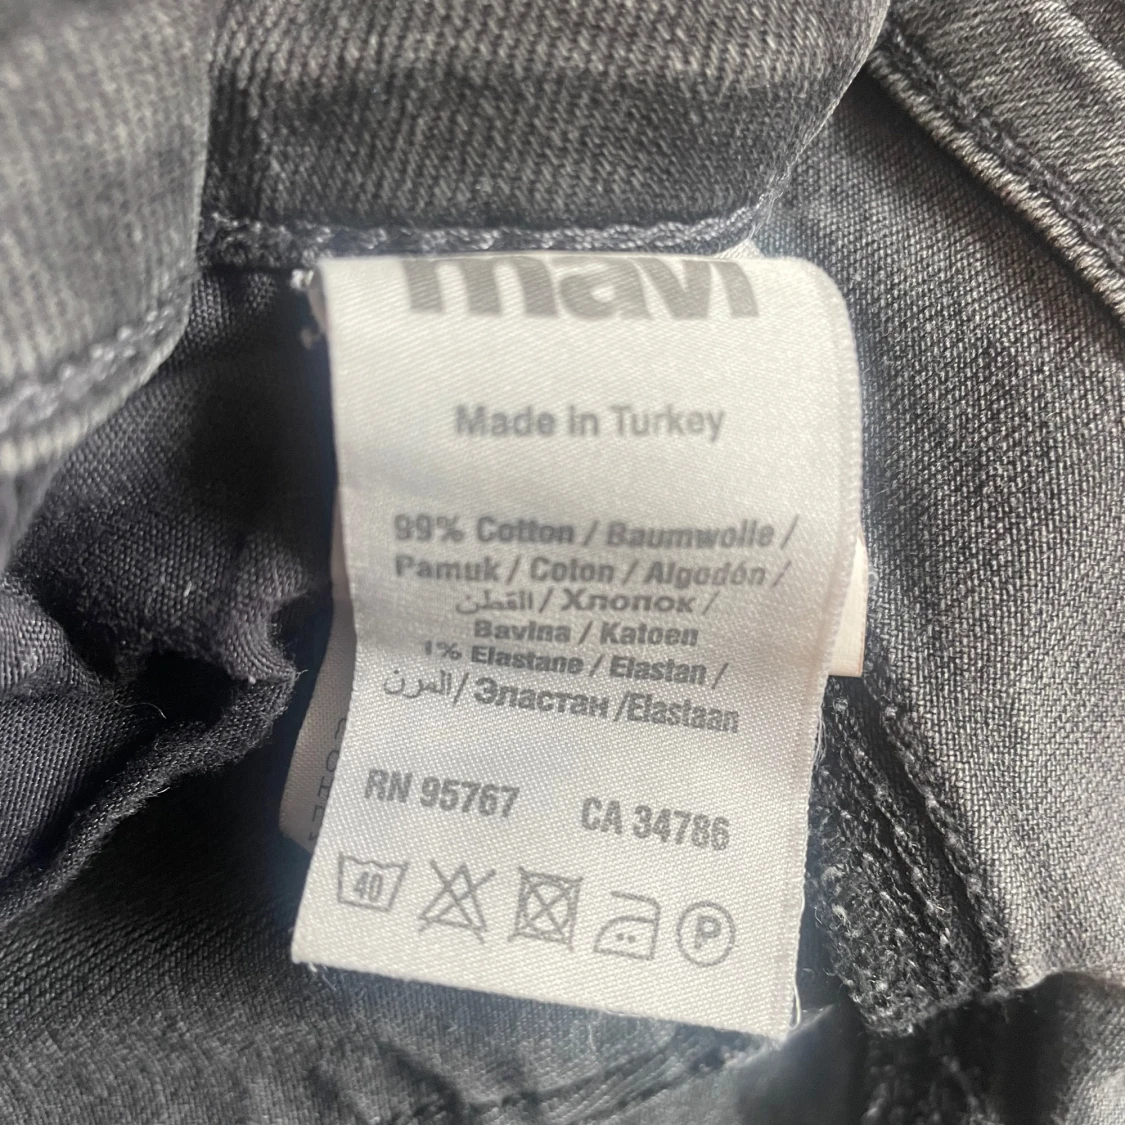 mavi
Made in Turkey
99% Cotton / Baumwolle /
Pamuk / Coton / Algodón /
القطن / Хлопок /
Bavlna / Katoen
1% Elastane / Elastan /
/ Эластан /Elastaan
RN 95767 CA 34786
40
P